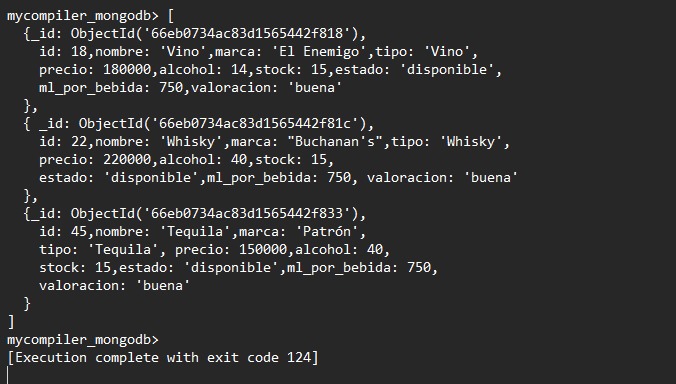 mycompiler_mongodb> [
{_id: ObjectId('66eb0734ac83d1565442f818'),
id: 18,nombre: 'Vino',marca: 'El Enemigo',tipo: 'Vino',
precio: 180000,alcohol: 14,stock: 15,estado: 'disponible',
ml_por_bebida: 750,valoracion: 'buena'
},
{ _id: ObjectId('66eb0734ac83d1565442f81c'),
id: 22,nombre: 'Whisky',marca: "Buchanan's",tipo: 'Whisky',
precio: 220000,alcohol: 40,stock: 15,
estado: 'disponible',ml_por_bebida: 750, valoracion: 'buena'
},
{_id: ObjectId('66eb0734ac83d1565442f833'),
id: 45,nombre: 'Tequila',marca: 'Patrón',
tipo: 'Tequila', precio: 150000,alcohol: 40,
stock: 15,estado: 'disponible',ml_por_bebida: 750,
valoracion: 'buena'
}
]
mycompiler_mongodb>
[Execution complete with exit code 124]